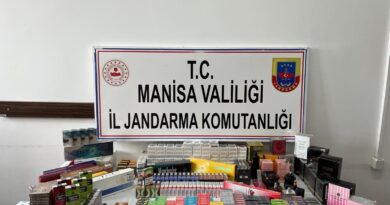 T.C.
MANİSA VALİLİĞİ
İL JANDARMA KOMUTANLIĞI